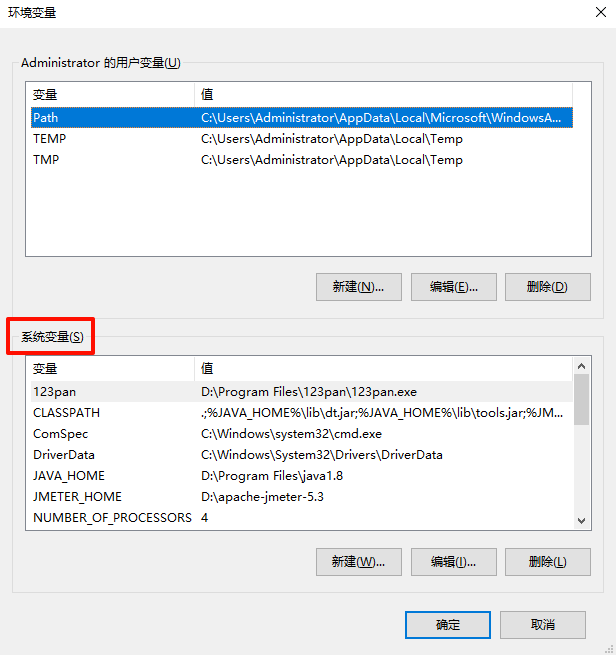 环境变量
Administrator 的用户变量(U)
变量 值
Path C:\Users\Administrator\AppData\Local\Microsoft\WindowsA...
TEMP C:\Users\Administrator\AppData\Local\Temp
TMP C:\Users\Administrator\AppData\Local\Temp
新建(N)... 编辑(E)... 删除(D)
系统变量(S)
变量 值
123pan D:\Program Files\123pan\123pan.exe
CLASSPATH .;%JAVA_HOME%\lib\dt.jar;%JAVA_HOME%\lib\tools.jar;%JM...
ComSpec C:\Windows\system32\cmd.exe
DriverData C:\Windows\System32\Drivers\DriverData
JAVA_HOME D:\Program Files\java1.8
JMETER_HOME D:\apache-jmeter-5.3
NUMBER_OF_PROCESSORS 4
新建(W)... 编辑(I)... 删除(L)
确定 取消